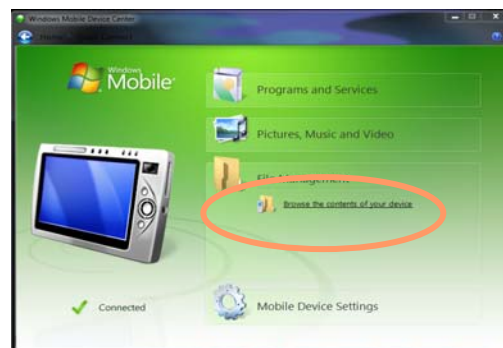 Windows Mobile Device Center
Windows
Mobile
Programs and Services
Pictures, Music and Video
File Management
Browse the contents of your device
Mobile Device Settings
Connected